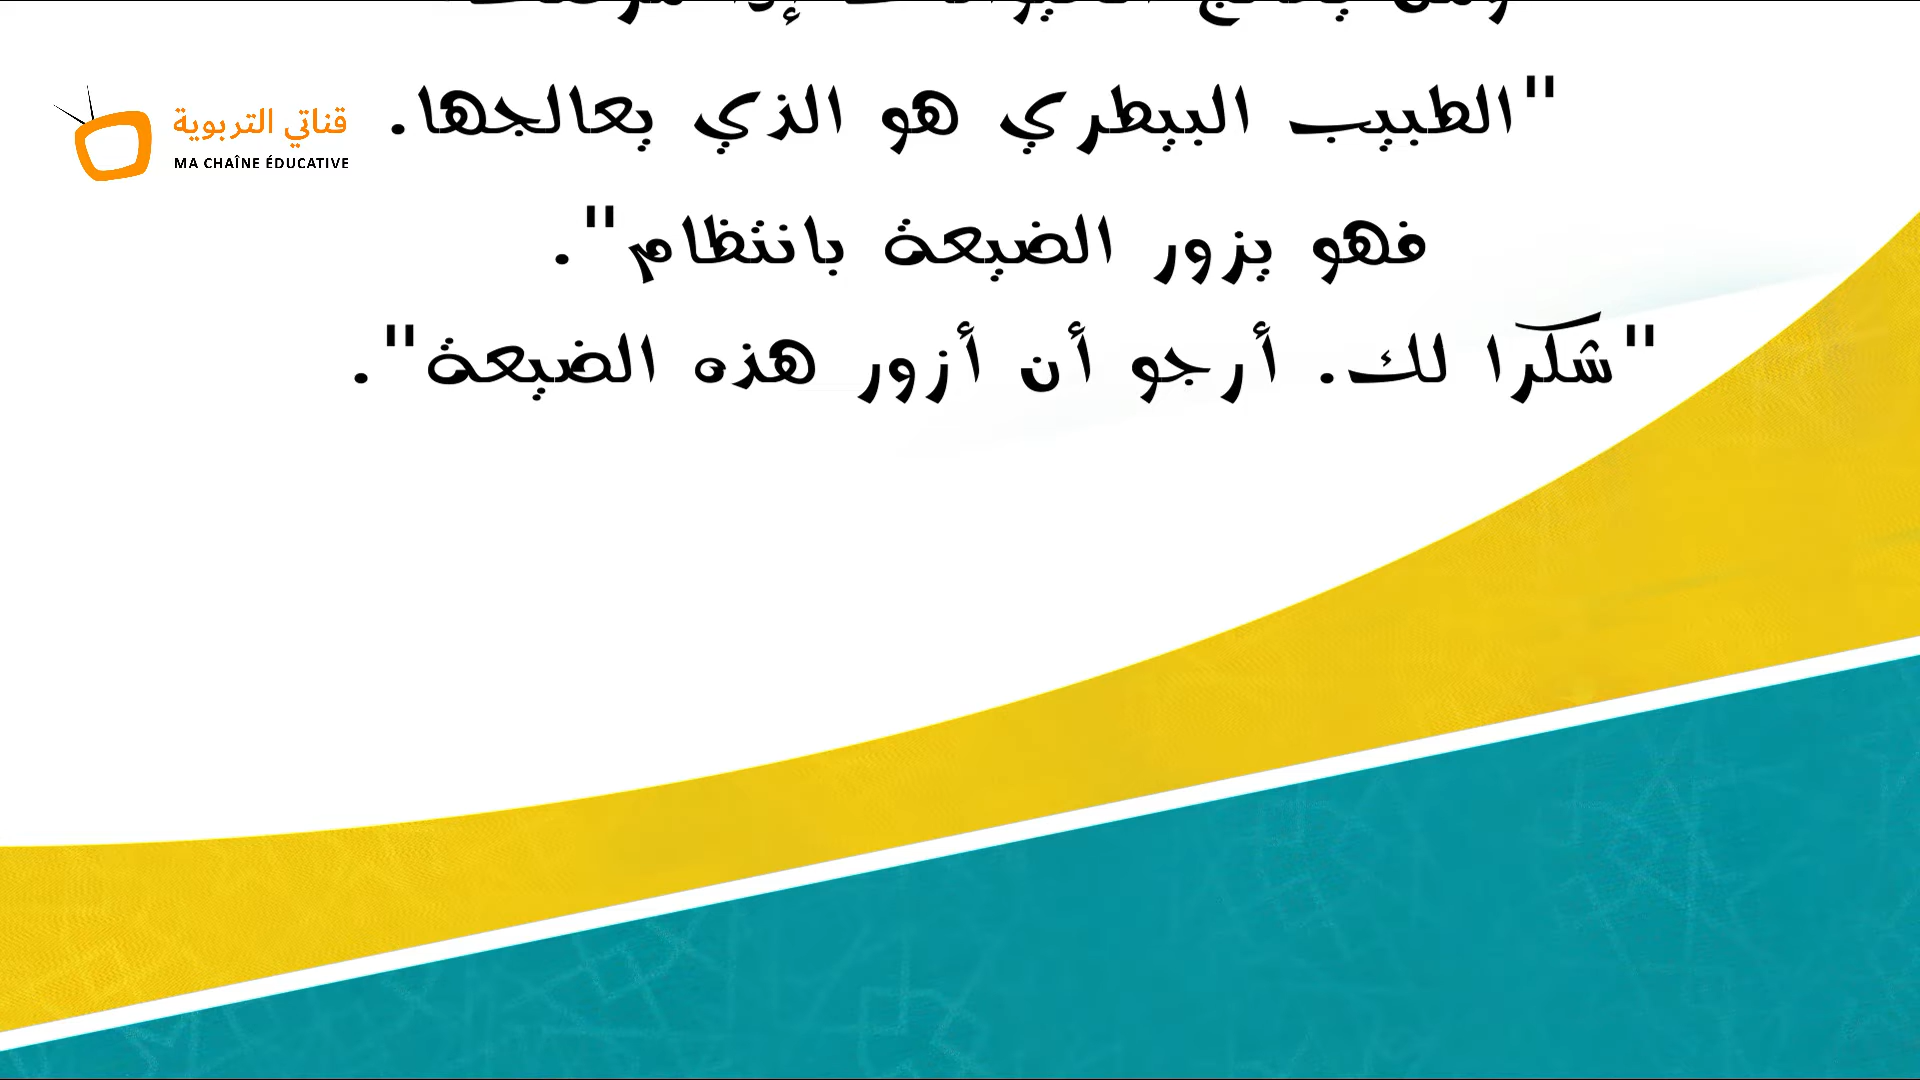 "الطبيب البيطري هو الذي يعالجها.
فهو يزور الضيعة بانتظام".
"شكرا لك. أرجو أن أزور هذه الضيعة".
قناتي التربوية
MA CHAÎNE ÉDUCATIVE